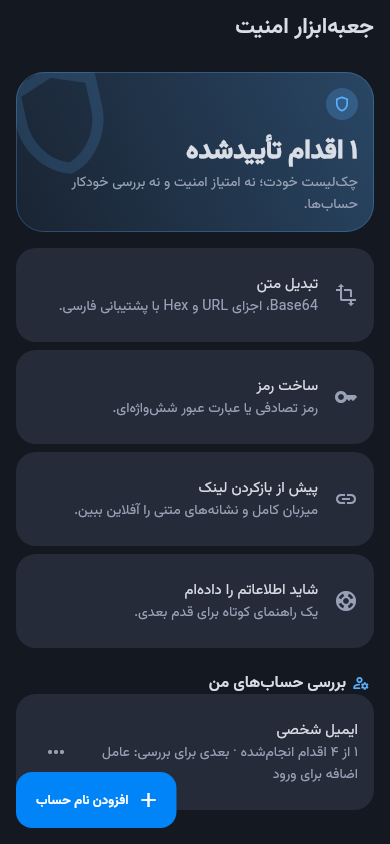 جعبه‌ابزار امنیت
۱ اقدام تأییدشده
چک‌لیست خودت؛ نه امتیاز امنیت و نه بررسی خودکار
حساب‌ها.
تبدیل متن
Base64، اجزای URL و Hex با پشتیبانی فارسی.
ساخت رمز
رمز تصادفی یا عبارت عبور شش‌واژه‌ای.
پیش از بازکردن لینک
میزبان کامل و نشانه‌های متنی را آفلاین ببین.
شاید اطلاعاتم را داده‌ام
یک راهنمای کوتاه برای قدم بعدی.
بررسی حساب‌های من
ایمیل شخصی
۱ از ۴ اقدام انجام‌شده · بعدی برای بررسی: عامل
اضافه برای ورود
افزودن نام حساب